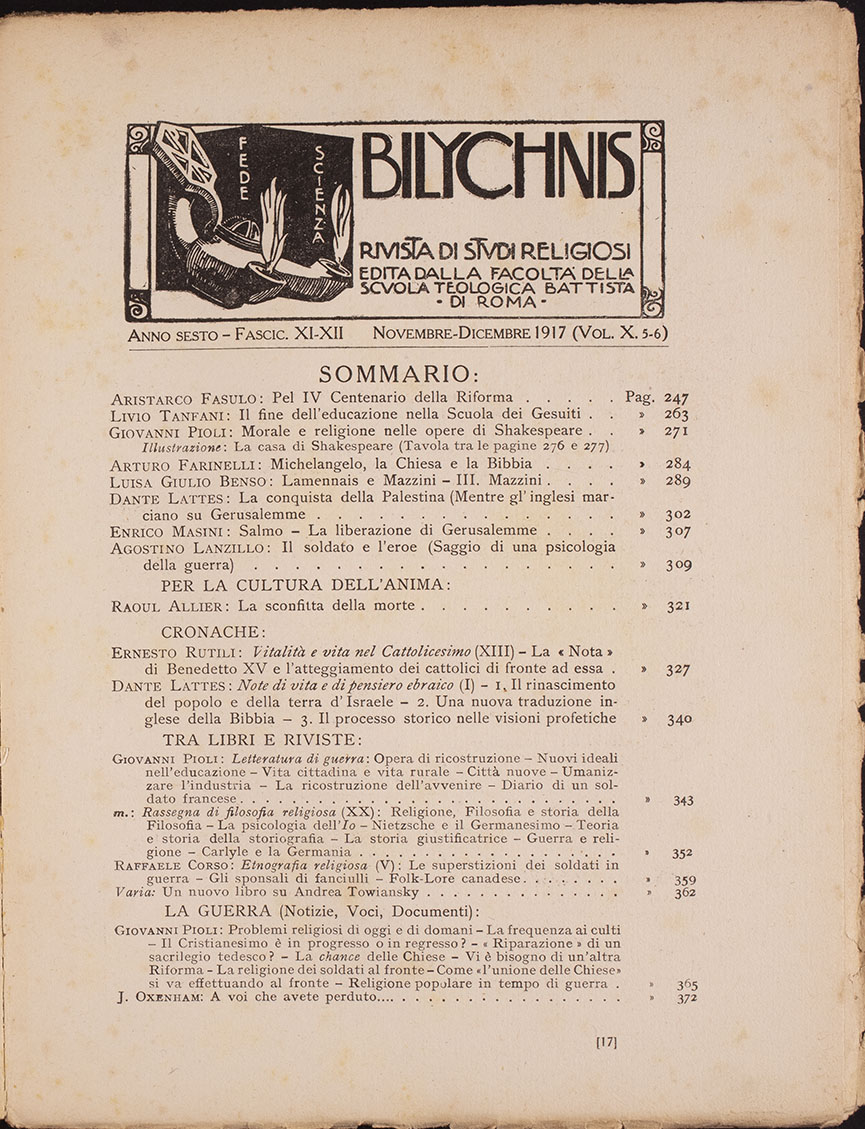 FEDE
SCIENZA
BILYCHNIS
RIVISTA DI STVDI RELIGIOSI
EDITA DALLA FACOLTA' DELLA
SCVOLA TEOLOGICA BATTISTA
· DI ROMA ·
ANNO SESTO – FASCIC. XI-XII NOVEMBRE-DICEMBRE 1917 (VOL. X. 5-6)
SOMMARIO:
ARISTARCO FASULO: Pel IV Centenario della Riforma . . . . . Pag. 247
LIVIO TANFANI: Il fine dell'educazione nella Scuola dei Gesuiti . . » 263
GIOVANNI PIOLI: Morale e religione nelle opere di Shakespeare . . » 271
Illustrazione: La casa di Shakespeare (Tavola tra le pagine 276 e 277)
ARTURO FARINELLI: Michelangelo, la Chiesa e la Bibbia . . . . » 284
LUISA GIULIO BENSO: Lamennais e Mazzini – III. Mazzini . . . . » 289
DANTE LATTES: La conquista della Palestina (Mentre gl'inglesi mar-
ciano su Gerusalemme . . . . . . . . . . . . . . . » 302
ENRICO MASINI: Salmo – La liberazione di Gerusalemme . . . . » 307
AGOSTINO LANZILLO: Il soldato e l'eroe (Saggio di una psicologia
della guerra) . . . . . . . . . . . . . . . . . . » 309
PER LA CULTURA DELL'ANIMA:
RAOUL ALLIER: La sconfitta della morte . . . . . . . . . . » 321
CRONACHE:
ERNESTO RUTILI: Vitalità e vita nel Cattolicesimo (XIII) – La « Nota »
di Benedetto XV e l'atteggiamento dei cattolici di fronte ad essa . » 327
DANTE LATTES: Note di vita e di pensiero ebraico (I) – 1, Il rinascimento
del popolo e della terra d'Israele – 2. Una nuova traduzione in-
glese della Bibbia – 3. Il processo storico nelle visioni profetiche » 340
TRA LIBRI E RIVISTE:
GIOVANNI PIOLI: Letteratura di guerra: Opera di ricostruzione – Nuovi ideali
nell'educazione – Vita cittadina e vita rurale – Città nuove – Umaniz-
zare l'industria – La ricostruzione dell'avvenire – Diario di un sol-
dato francese . . . . . . . . . . . . . . . . . . . . . . . . . » 343
m.: Rassegna di filosofia religiosa (XX): Religione, Filosofia e storia della
Filosofia – La psicologia dell'Io – Nietzsche e il Germanesimo – Teoria
e storia della storiografia – La storia giustificatrice – Guerra e reli-
gione – Carlyle e la Germania . . . . . . . . . . . . . . . . . . » 352
RAFFAELE CORSO: Etnografia religiosa (V): Le superstizioni dei soldati in
guerra – Gli sponsali di fanciulli – Folk-Lore canadese . . . . . . . » 359
Varia: Un nuovo libro su Andrea Towiansky . . . . . . . . . . . . . . » 362
LA GUERRA (Notizie, Voci, Documenti):
GIOVANNI PIOLI: Problemi religiosi di oggi e di domani – La frequenza ai culti
– Il Cristianesimo è in progresso o in regresso? – « Riparazione » di un
sacrilegio tedesco? – La chance delle Chiese – Vi è bisogno di un'altra
Riforma – La religione dei soldati al fronte – Come «l'unione delle Chiese»
si va effettuando al fronte – Religione popolare in tempo di guerra . » 365
J. OXENHAM: A voi che avete perduto.... . . . . . . . . . . . . . . . . » 372
[17]